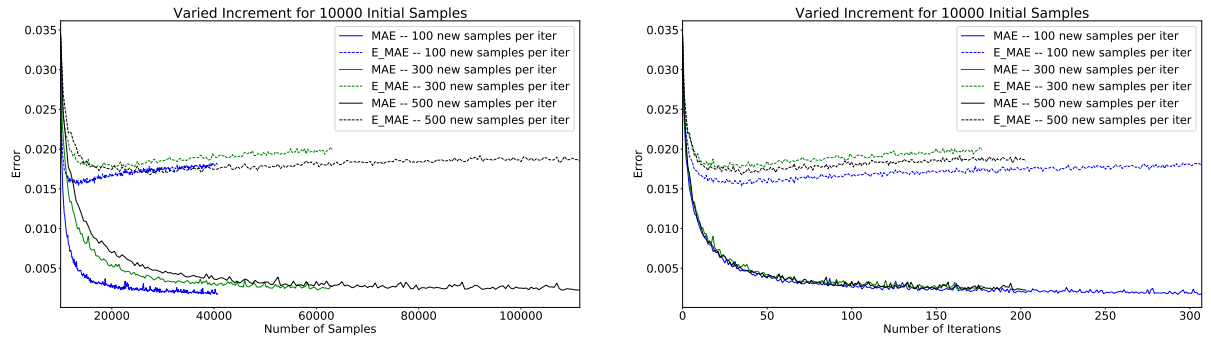 Varied Increment for 10000 Initial Samples
0.035
0.030
0.025
0.020
0.015
0.010
0.005
Error
MAE -- 100 new samples per iter
E_MAE -- 100 new samples per iter
MAE -- 300 new samples per iter
E_MAE -- 300 new samples per iter
MAE -- 500 new samples per iter
E_MAE -- 500 new samples per iter
20000 40000 60000 80000 100000
Number of Samples
Varied Increment for 10000 Initial Samples
0.035
0.030
0.025
0.020
0.015
0.010
0.005
Error
MAE -- 100 new samples per iter
E_MAE -- 100 new samples per iter
MAE -- 300 new samples per iter
E_MAE -- 300 new samples per iter
MAE -- 500 new samples per iter
E_MAE -- 500 new samples per iter
0 50 100 150 200 250 300
Number of Iterations